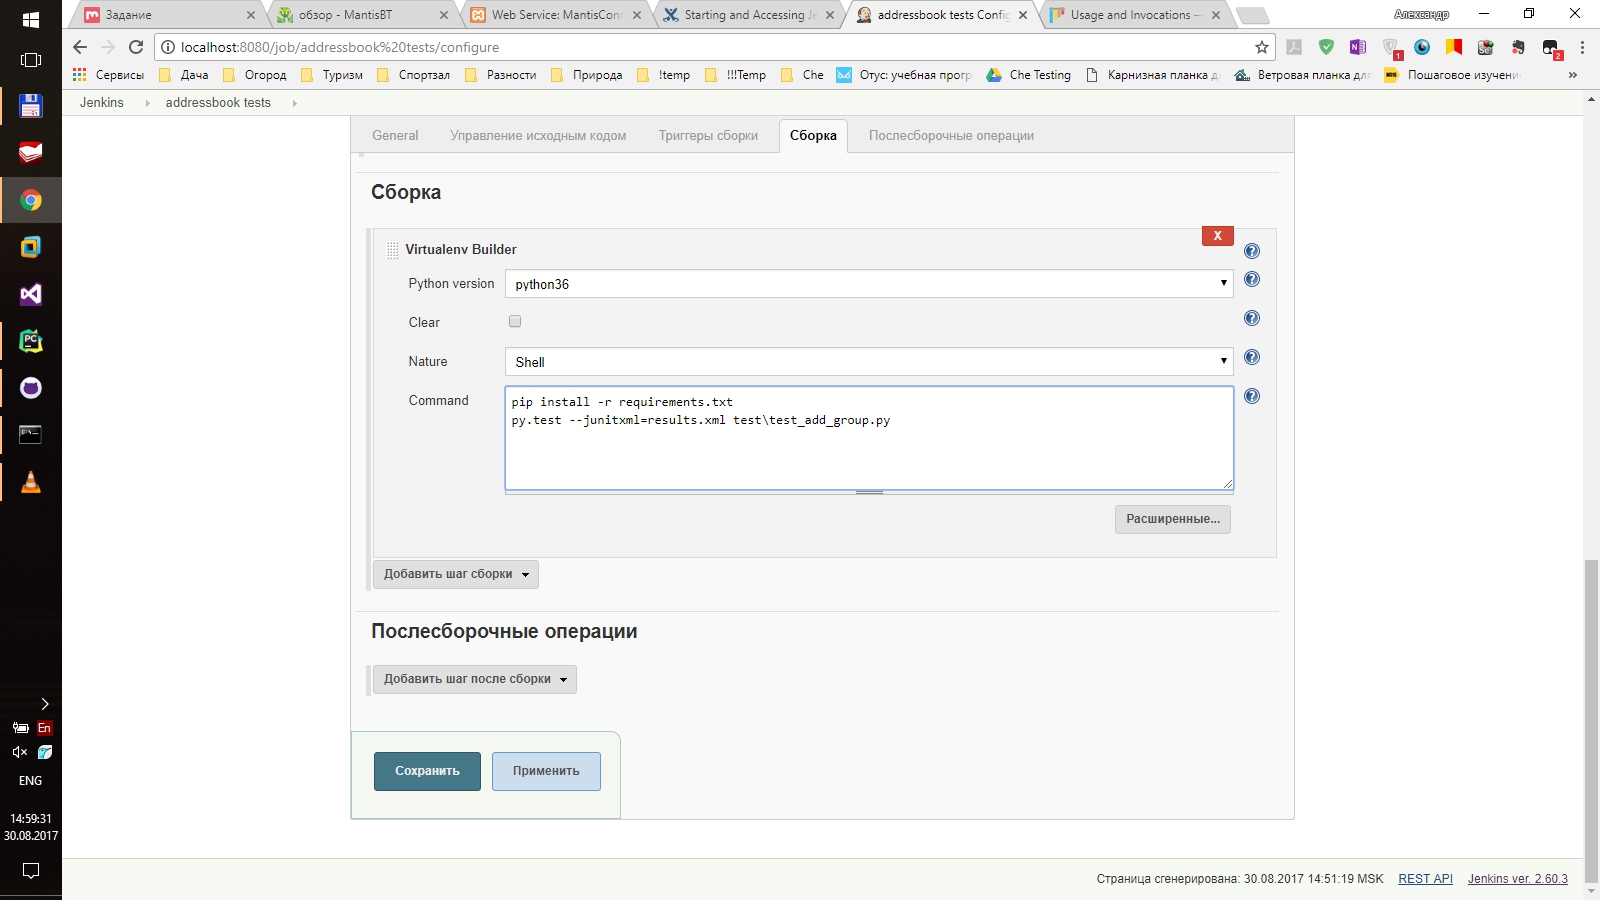 Задание
обзор - MantisBT
Web Service: MantisConn
Starting and Accessing Je
addressbook tests Config
Usage and Invocations —
Александр
localhost:8080/job/addressbook%20tests/configure
Сервисы
Дача
Огород
Туризм
Спортзал
Разности
Природа
!temp
!!!Temp
Che
Отус: учебная прогр
Che Testing
Карнизная планка д
Ветровая планка для
Пошаговое изучени
»
Jenkins
addressbook tests
General
Управление исходным кодом
Триггеры сборки
Сборка
Послесборочные операции
Сборка
X
Virtualenv Builder
Python version
python36
Clear
Nature
Shell
Command
pip install -r requirements.txt
py.test --junitxml=results.xml test\test_add_group.py
Расширенные...
Добавить шаг сборки
Послесборочные операции
Добавить шаг после сборки
Сохранить
Применить
En
ENG
14:59:31
30.08.2017
Страница сгенерирована: 30.08.2017 14:51:19 MSK
REST API
Jenkins ver. 2.60.3